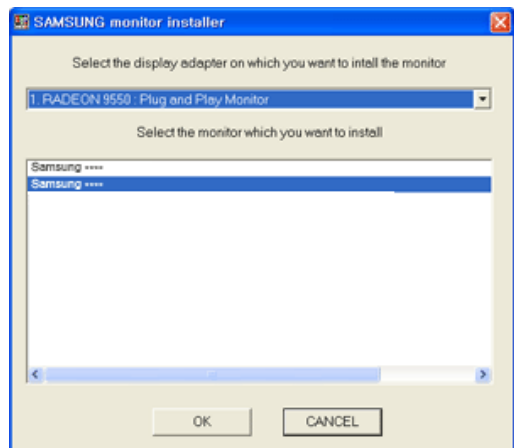 SAMSUNG monitor installer
Select the display adapter on which you want to intall the monitor
1. RADEON 9550 : Plug and Play Monitor
Select the monitor which you want to install
Samsung ----
Samsung ----
OK
CANCEL